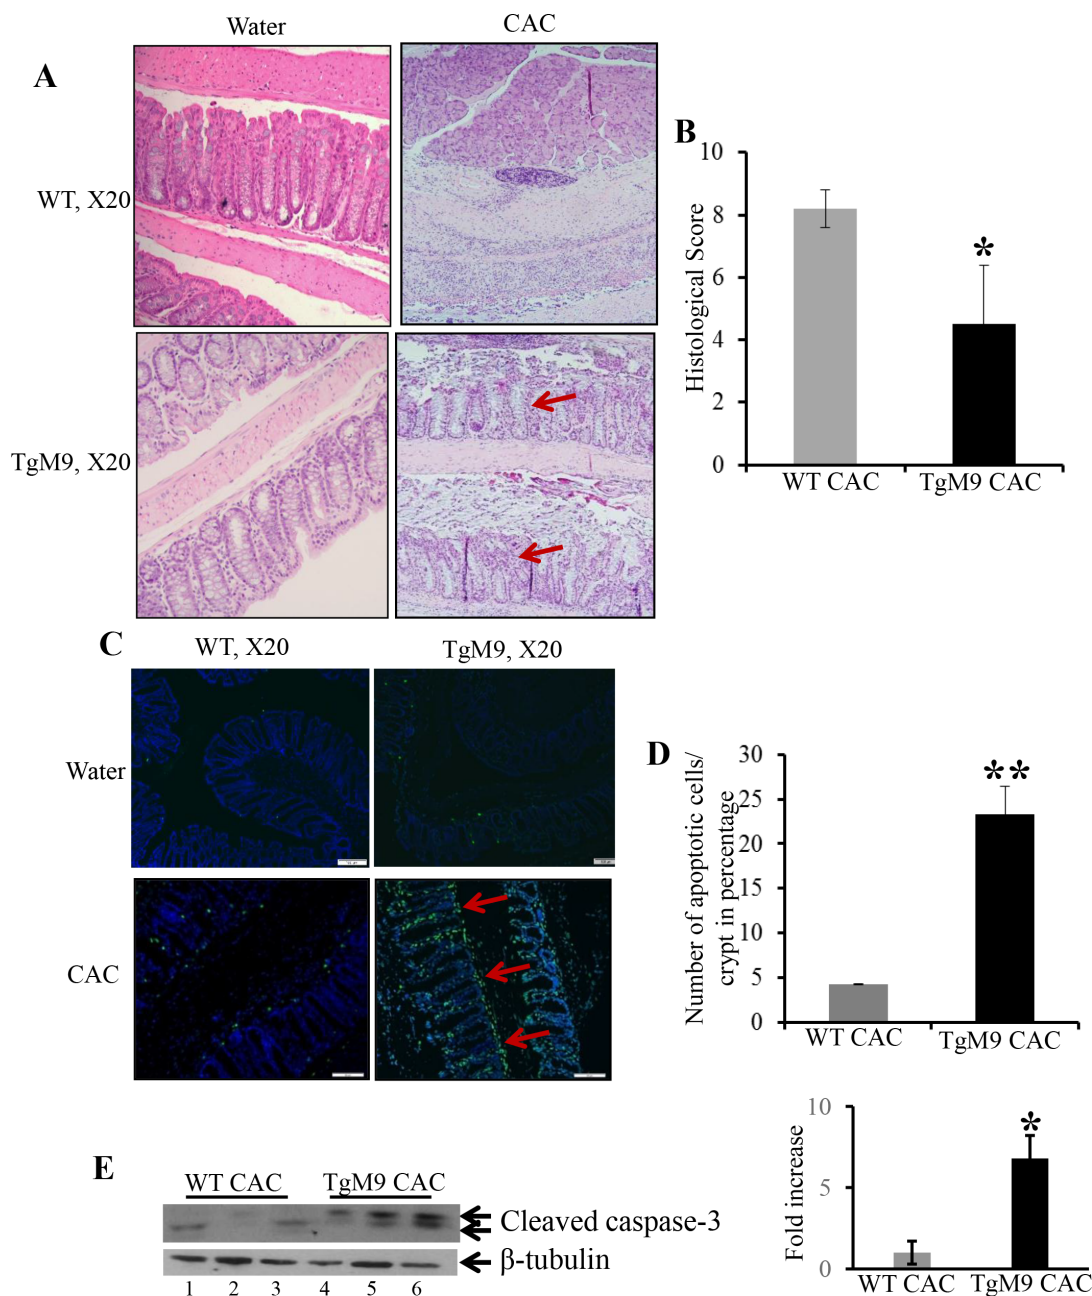 A
Water
CAC
WT, X20
TgM9, X20
B
Histological Score
10
8
6
4
2
0
*
WT CAC
TgM9 CAC
C
WT, X20
TgM9, X20
Water
CAC
D
Number of apoptotic cells/
crypt in percentage
30
25
20
15
10
5
0
**
WT CAC
TgM9 CAC
E
WT CAC
TgM9 CAC
Cleaved caspase-3
β-tubulin
1 2 3 4 5 6
Fold increase
10
5
0
*
WT CAC
TgM9 CAC